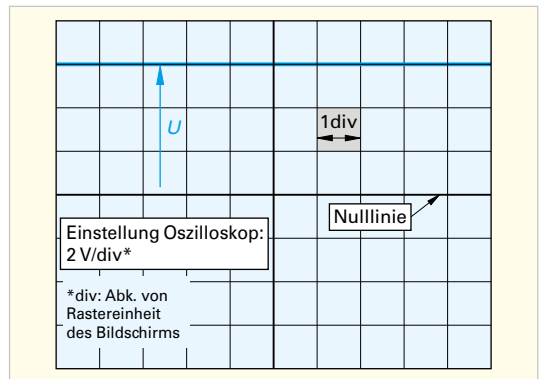 U
1div
Nulllinie
Einstellung Oszilloskop:
2 V/div*
*div: Abk. von
Rastereinheit
des Bildschirms